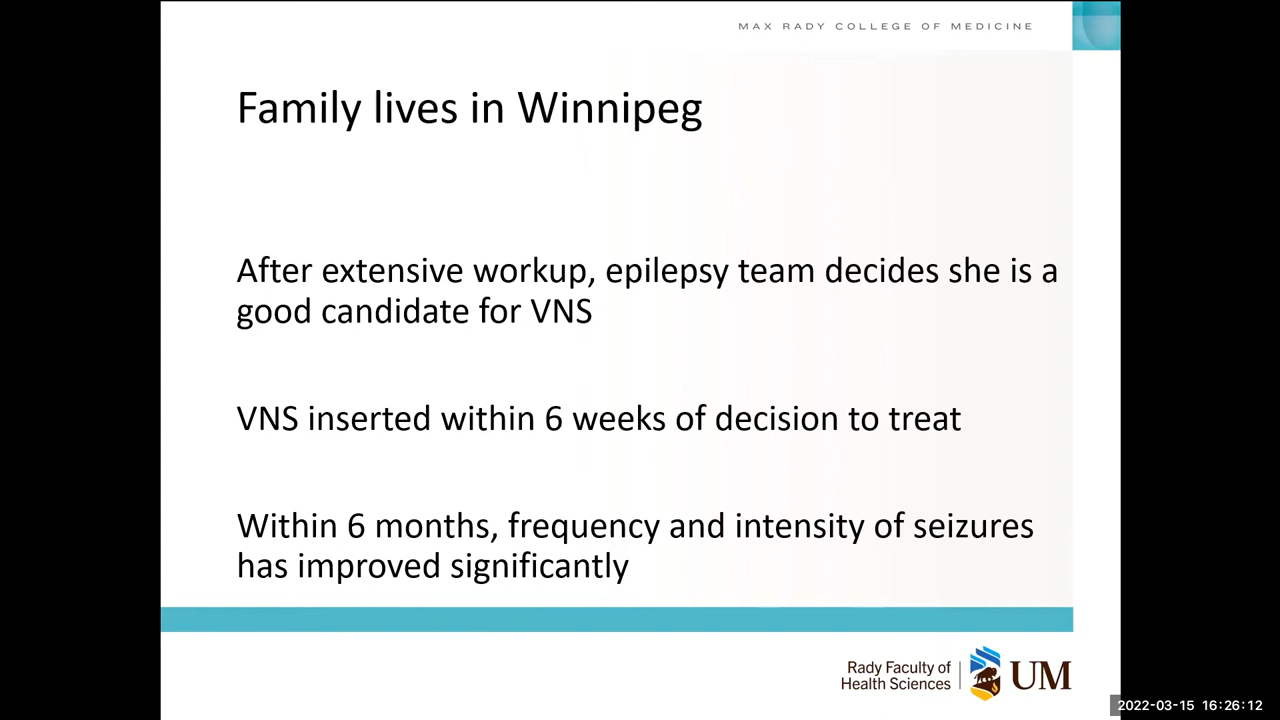 MAX RADY COLLEGE OF MEDICINE
Family lives in Winnipeg
After extensive workup, epilepsy team decides she is a
good candidate for VNS
VNS inserted within 6 weeks of decision to treat
Within 6 months, frequency and intensity of seizures
has improved significantly
Rady Faculty of
Health Sciences
UM
2022-03-15 16:26:12